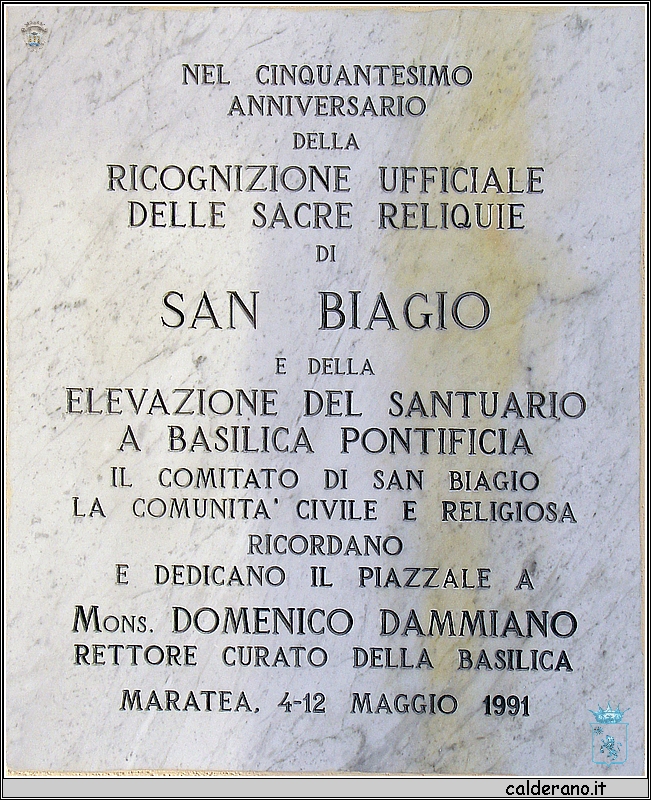 NEL CINQUANTESIMO
ANNIVERSARIO
DELLA
RICOGNIZIONE UFFICIALE
DELLE SACRE RELIQUIE
DI
SAN BIAGIO
E DELLA
ELEVAZIONE DEL SANTUARIO
A BASILICA PONTIFICIA
IL COMITATO DI SAN BIAGIO
LA COMUNITA' CIVILE E RELIGIOSA
RICORDANO
E DEDICANO IL PIAZZALE A
MONS. DOMENICO DAMMIANO
RETTORE CURATO DELLA BASILICA
MARATEA, 4-12 MAGGIO 1991
calderano.it